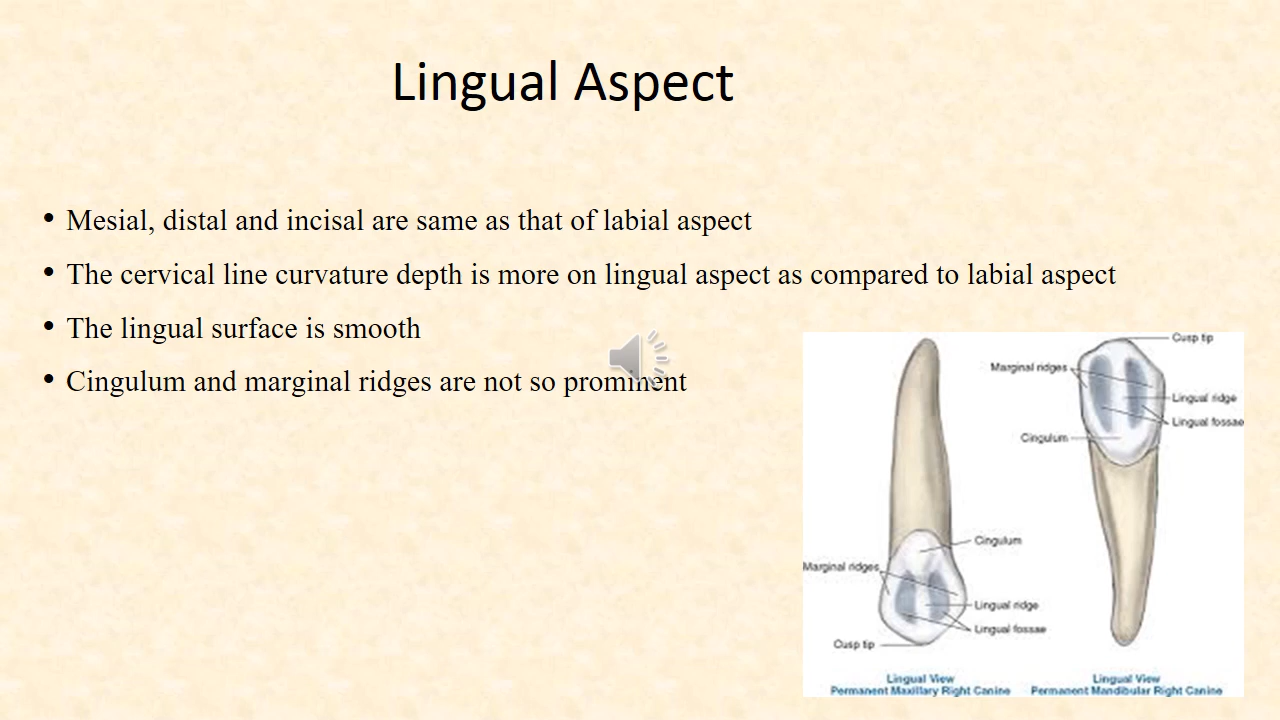 Lingual Aspect
• Mesial, distal and incisal are same as that of labial aspect
• The cervical line curvature depth is more on lingual aspect as compared to labial aspect
• The lingual surface is smooth
• Cingulum and marginal ridges are not so prominent
Cusp tip
Marginal ridges
Lingual ridge
Lingual fossae
Cingulum
Cingulum
Marginal ridges
Lingual ridge
Lingual fossae
Cusp tip
Lingual View
Permanent Maxillary Right Canine
Lingual View
Permanent Mandibular Right Canine